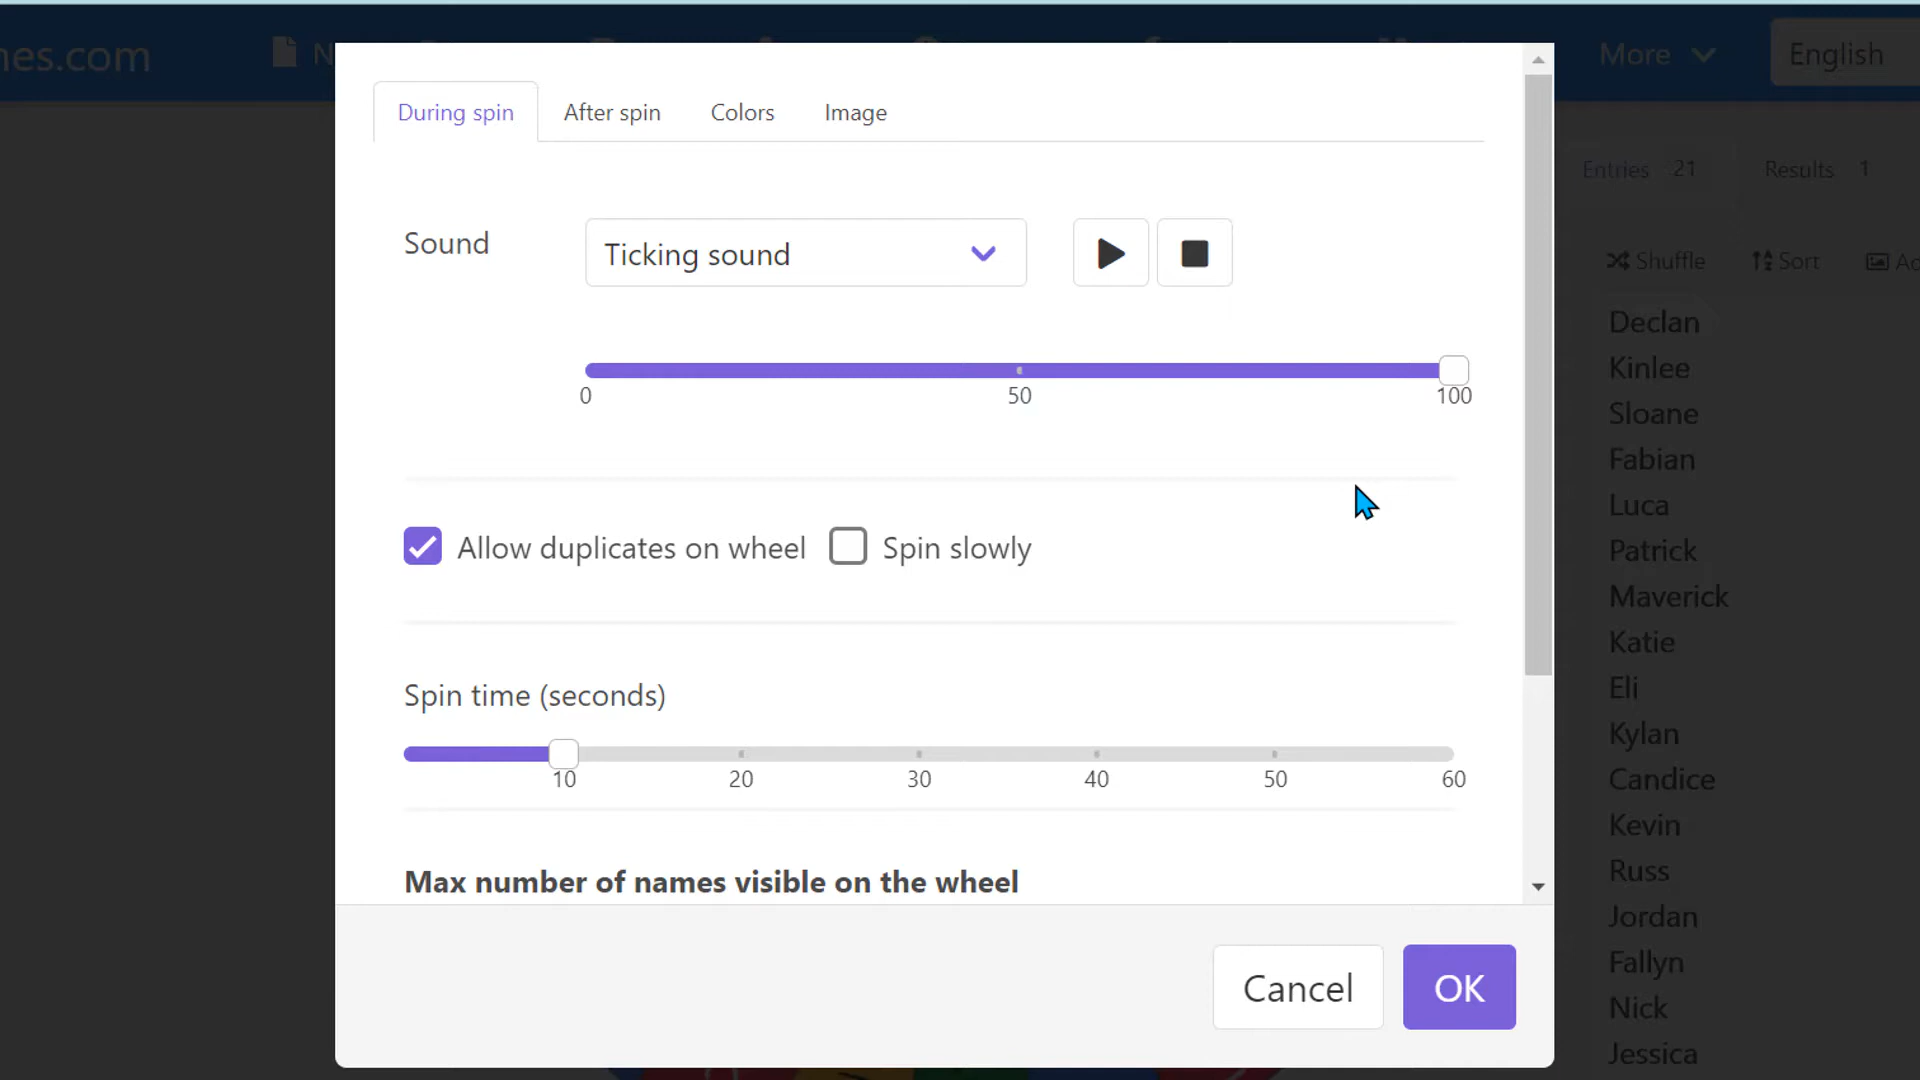 nes.com
More
English
During spin
After spin
Colors
Image
Entries 21
Results 1
Sound
Ticking sound
Shuffle
Sort
0
50
100
Allow duplicates on wheel
Spin slowly
Spin time (seconds)
10
20
30
40
50
60
Max number of names visible on the wheel
Cancel
OK
Declan
Kinlee
Sloane
Fabian
Luca
Patrick
Maverick
Katie
Eli
Kylan
Candice
Kevin
Russ
Jordan
Fallyn
Nick
Jessica